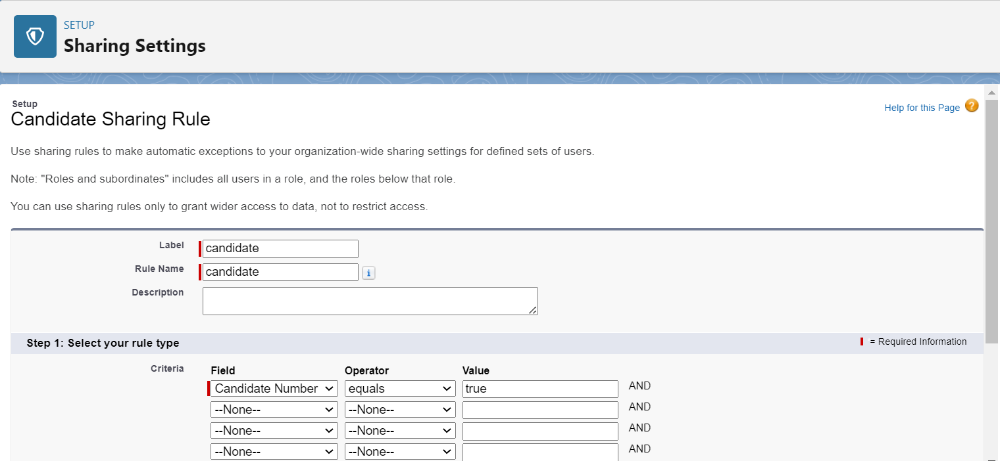 SETUP
Sharing Settings
Setup
Candidate Sharing Rule
Help for this Page ?
Use sharing rules to make automatic exceptions to your organization-wide sharing settings for defined sets of users.
Note: "Roles and subordinates" includes all users in a role, and the roles below that role.
You can use sharing rules only to grant wider access to data, not to restrict access.
Label candidate
Rule Name candidate i
Description
Step 1: Select your rule type = Required Information
Criteria Field Operator Value
Candidate Number equals true AND
--None-- --None-- AND
--None-- --None-- AND
--None-- --None-- AND